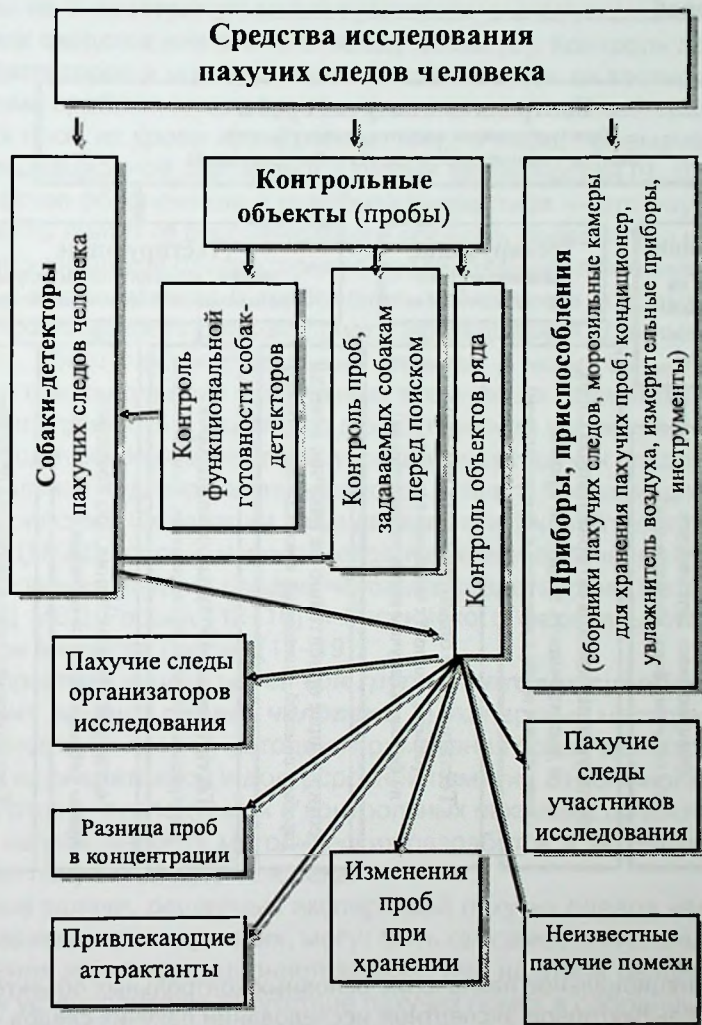 Средства исследования
пахучих следов человека
Контрольные
объекты (пробы)
Собаки-детекторы
пахучих следов человека
Контроль
функциональной
готовности собак-
детекторов
Контроль проб,
задаваемых собакам
перед поиском
Контроль объектов ряда
Приборы, приспособления
(сборники пахучих следов, морозильные камеры
для хранения пахучих проб, кондиционер,
увлажнитель воздуха, измерительные приборы,
инструменты)
Пахучие следы
организаторов
исследования
Пахучие
следы
участников
исследования
Разница проб
в концентрации
Изменения
проб
при
хранении
Привлекающие
аттрактанты
Неизвестные
пахучие помехи